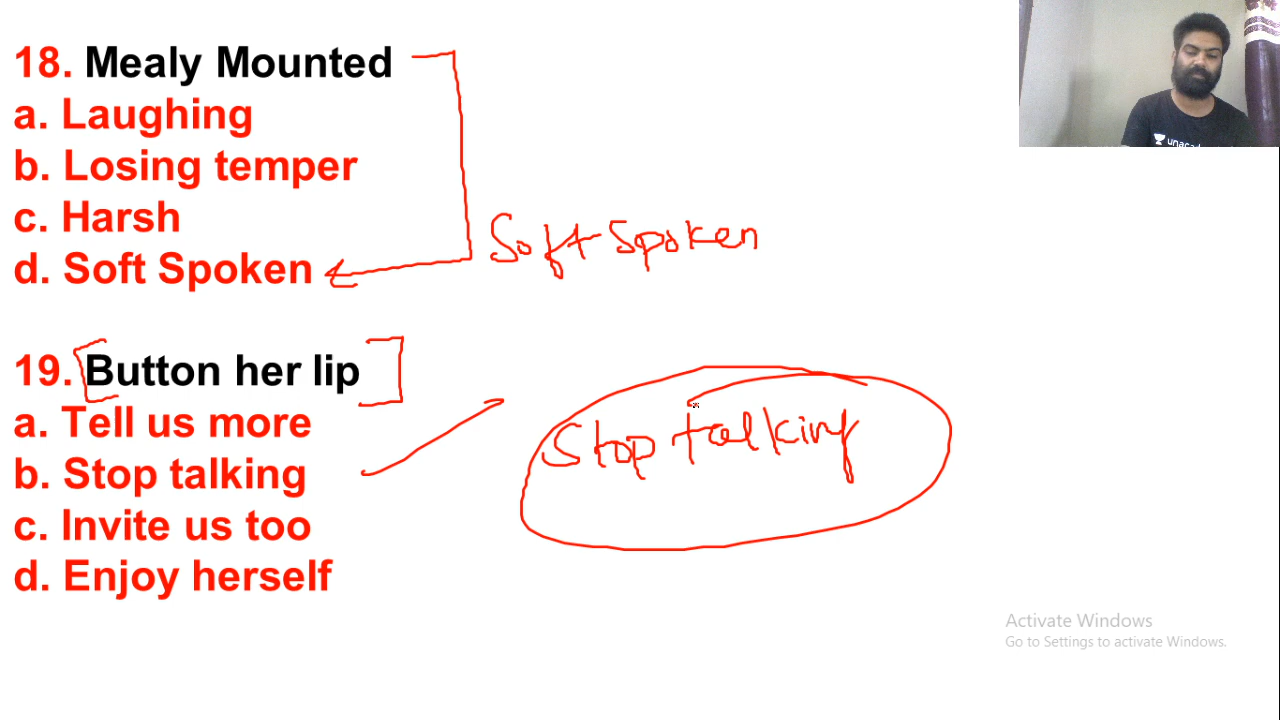 18. Mealy Mounted
a. Laughing
b. Losing temper
c. Harsh
d. Soft Spoken
Soft Spoken
19. Button her lip
a. Tell us more
b. Stop talking
c. Invite us too
d. Enjoy herself
Stop talking
Activate Windows
Go to Settings to activate Windows.